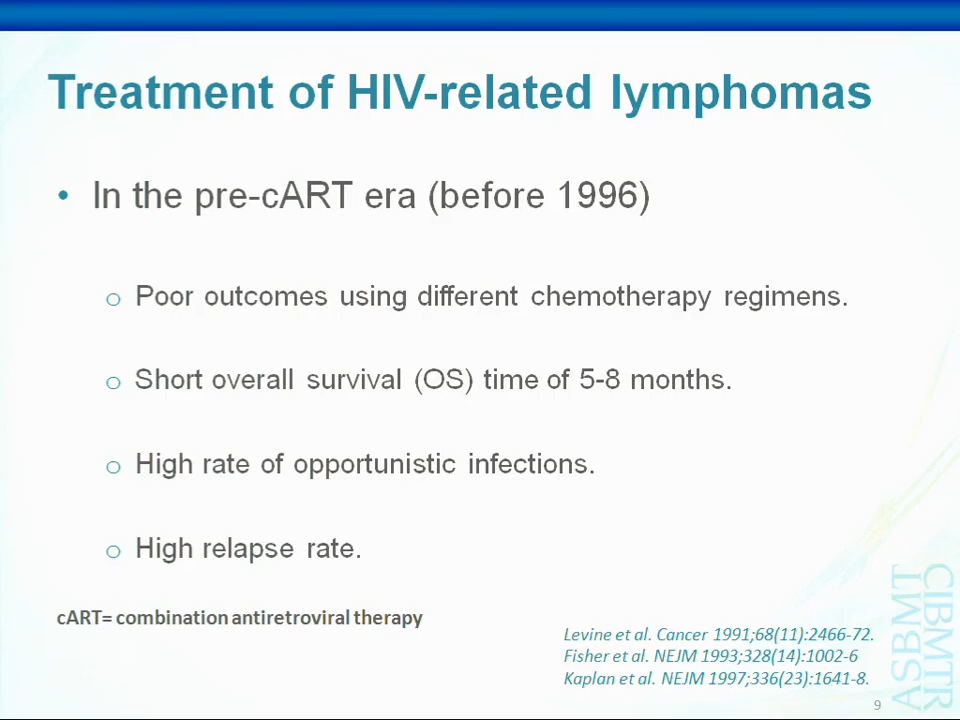 Treatment of HIV-related lymphomas
• In the pre-cART era (before 1996)
o Poor outcomes using different chemotherapy regimens.
o Short overall survival (OS) time of 5-8 months.
o High rate of opportunistic infections.
o High relapse rate.
cART= combination antiretroviral therapy
Levine et al. Cancer 1991;68(11):2466-72.
Fisher et al. NEJM 1993;328(14):1002-6
Kaplan et al. NEJM 1997;336(23):1641-8.
ASBMT
CIBMTR
9